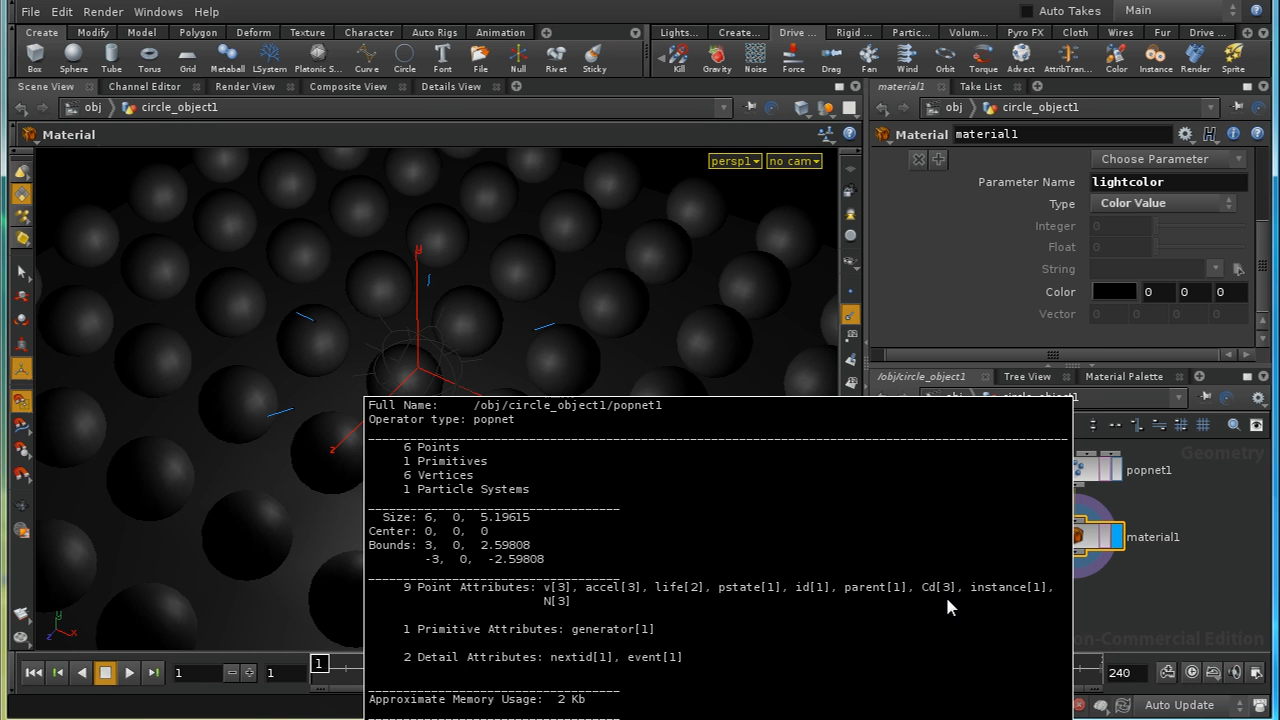 File Edit Render Windows Help Auto Takes Main
Create Modify Model Polygon Deform Texture Character Auto Rigs Animation Lights... Create... Drive ... Rigid ... Partic... Volum... Pyro FX Cloth Wires Fur Drive ...
Box Sphere Tube Torus Grid Metaball LSystem Platonic S... Curve Circle Font File Null Rivet Sticky Kill Gravity Noise Force Drag Fan Wind Orbit Torque Advect AttribTran... Color Instance Render Sprite
Scene View Channel Editor Render View Composite View Details View material1 Take List
obj circle_object1 obj circle_object1
Material Material material1
persp1 no cam Choose Parameter
Parameter Name lightcolor
Type Color Value
Integer 0
Float 0
String
Color 0 0 0
Vector 0 0 0 0
y
z
/obj/circle_object1 Tree View Material Palette
obj circle_object1
Full Name: /obj/circle_object1/popnet1
Operator type: popnet
6 Points
1 Primitives
6 Vertices
1 Particle Systems
Size: 6, 0, 5.19615
Center: 0, 0, 0
Bounds: 3, 0, 2.59808
-3, 0, -2.59808
9 Point Attributes: v[3], accel[3], life[2], pstate[1], id[1], parent[1], Cd[3], instance[1],
N[3]
1 Primitive Attributes: generator[1]
2 Detail Attributes: nextid[1], event[1]
Approximate Memory Usage: 2 Kb
Geometry
popnet1
material1
on-Commercial Edition
y
z x
1 1 1 240
Auto Update